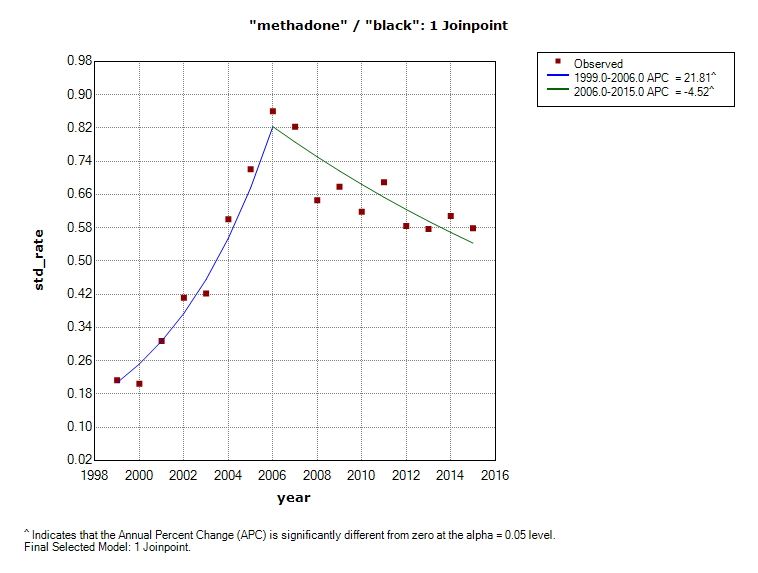 "methadone" / "black": 1 Joinpoint
Observed
1999.0-2006.0 APC  = 21.81^
2006.0-2015.0 APC  = -4.52^
0.98
0.90
0.82
0.74
0.66
0.58
0.50
0.42
0.34
0.26
0.18
0.10
0.02
std_rate
1998 2000 2002 2004 2006 2008 2010 2012 2014 2016
year
^ Indicates that the Annual Percent Change (APC) is significantly different from zero at the alpha = 0.05 level.
Final Selected Model: 1 Joinpoint.